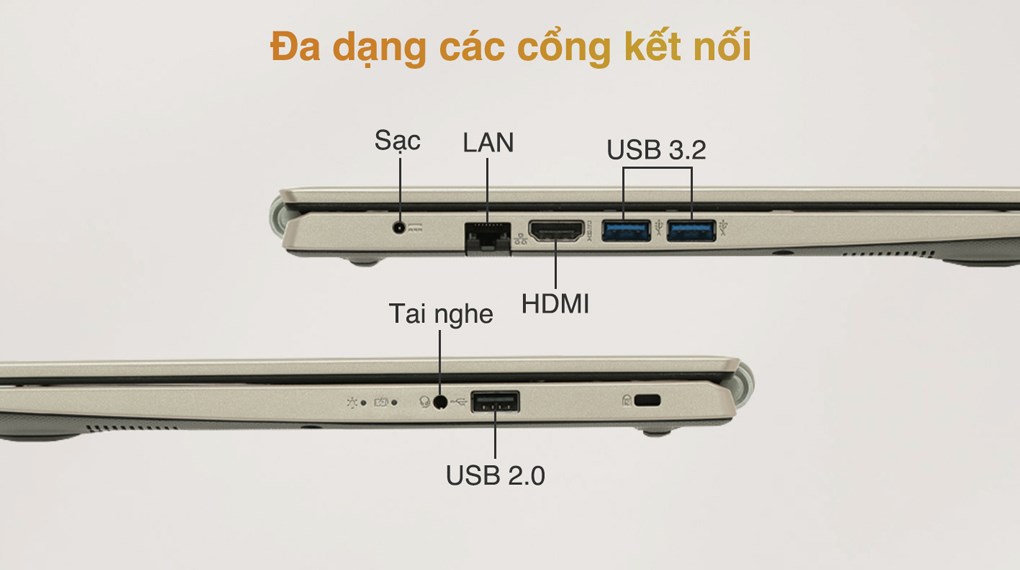 Đa dạng các cổng kết nối
Sạc
LAN
USB 3.2
HDMI
Tai nghe
USB 2.0